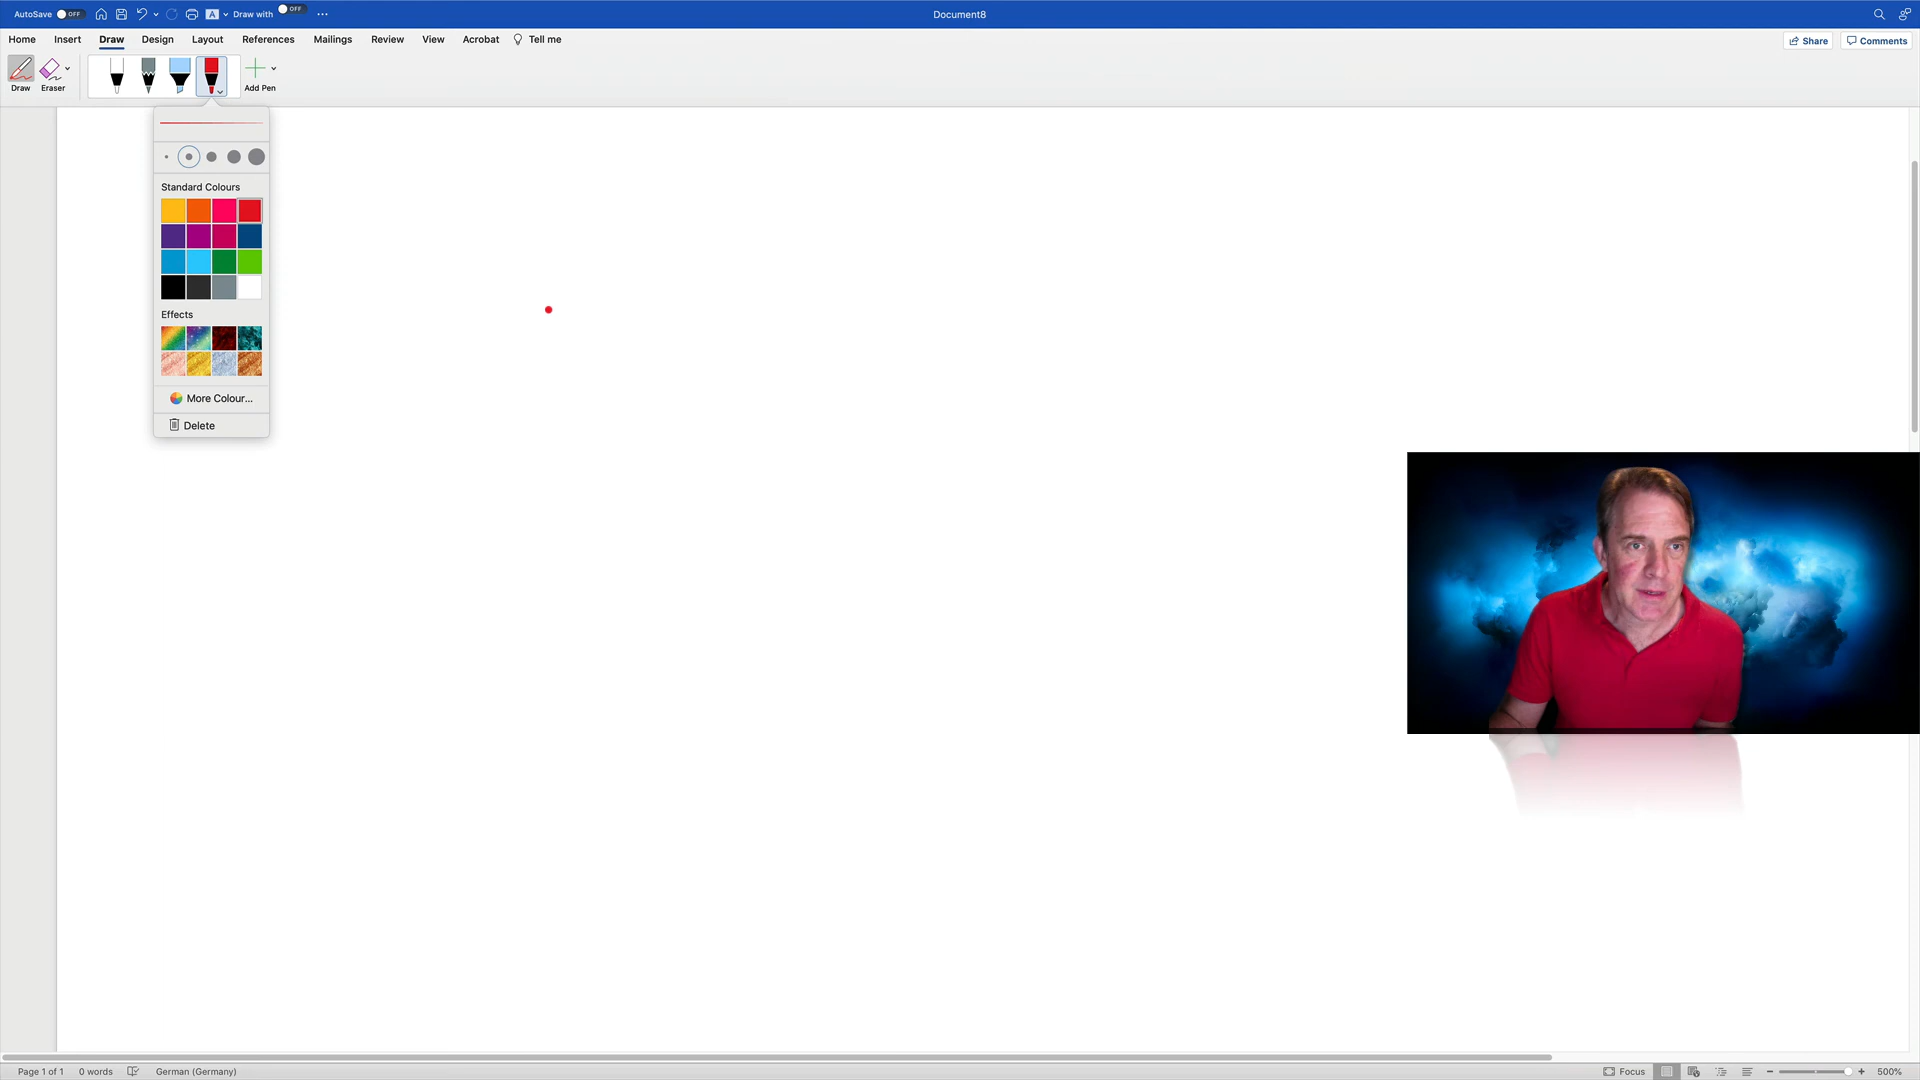 AutoSave OFF Draw with OFF ... Document8
Home Insert Draw Design Layout References Mailings Review View Acrobat Tell me Share Comments
Draw Eraser Add Pen
Standard Colours
Effects
More Colour...
Delete
Page 1 of 1 0 words German (Germany) Focus 500%